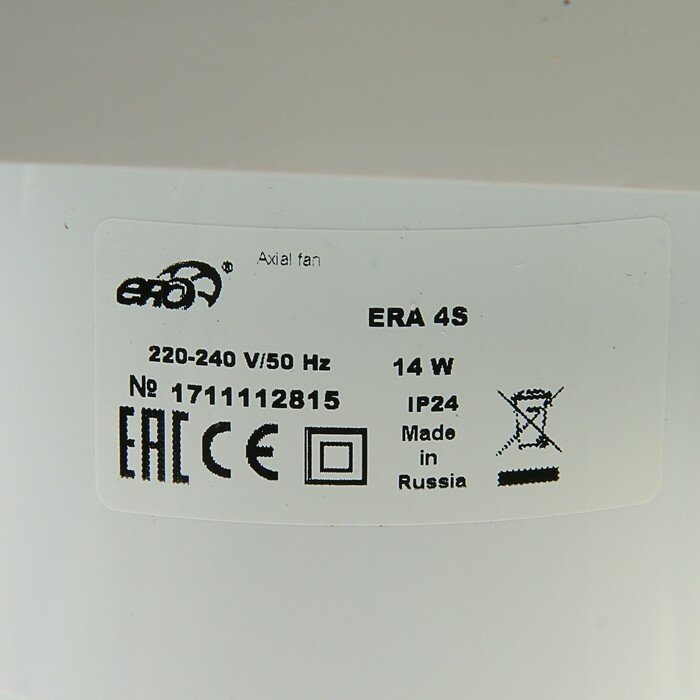 Axial fan
era®
ERA 4S
220-240 V/50 Hz 14 W
№ 1711112815 IP24
EAC CE Made
in
Russia